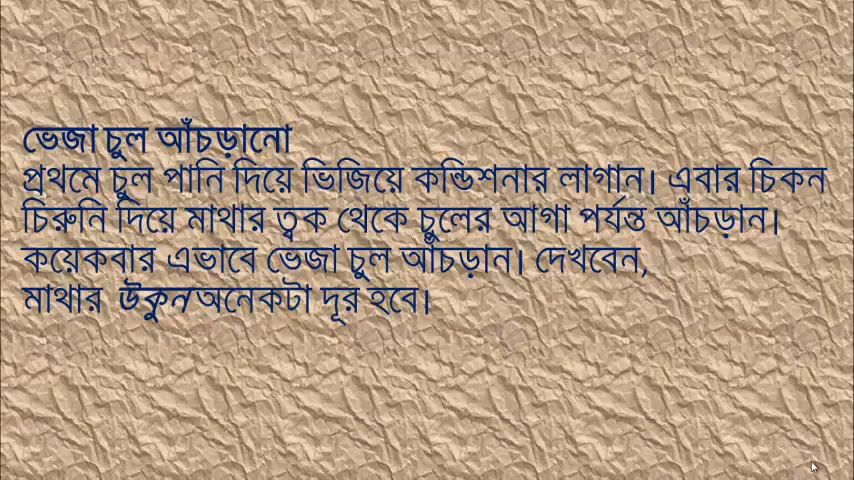 ভেজা চুল আঁচড়ানো
প্রথমে চুল পানি দিয়ে ভিজিয়ে কন্ডিশনার লাগান। এবার চিকন
চিরুনি দিয়ে মাথার ত্বক থেকে চুলের আগা পর্যন্ত আঁচড়ান।
কয়েকবার এভাবে ভেজা চুল আঁচড়ান। দেখবেন,
মাথার উকুন অনেকটা দূর হবে।